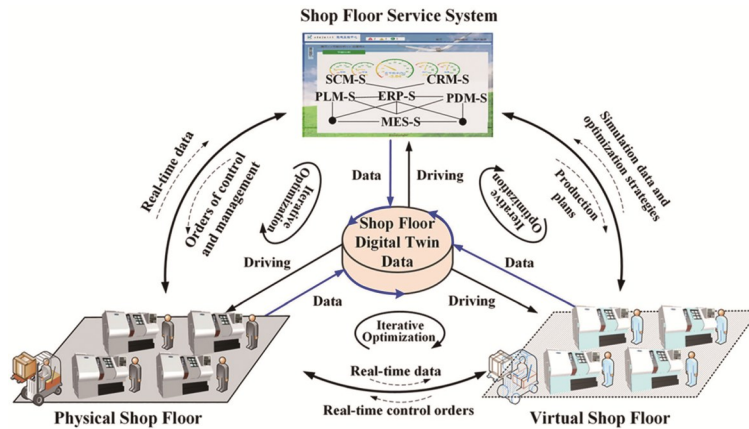 Shop Floor Service System
SCM-S
CRM-S
PLM-S
ERP-S
PDM-S
MES-S
Real-time data
Orders of control
and management
Iterative
Optimization
Data
Driving
Iterative
Optimization
Production
plans
Simulation data and
optimization strategies
Shop Floor
Digital Twin
Data
Driving
Data
Data
Driving
Iterative
Optimization
Real-time data
Real-time control orders
Physical Shop Floor
Virtual Shop Floor